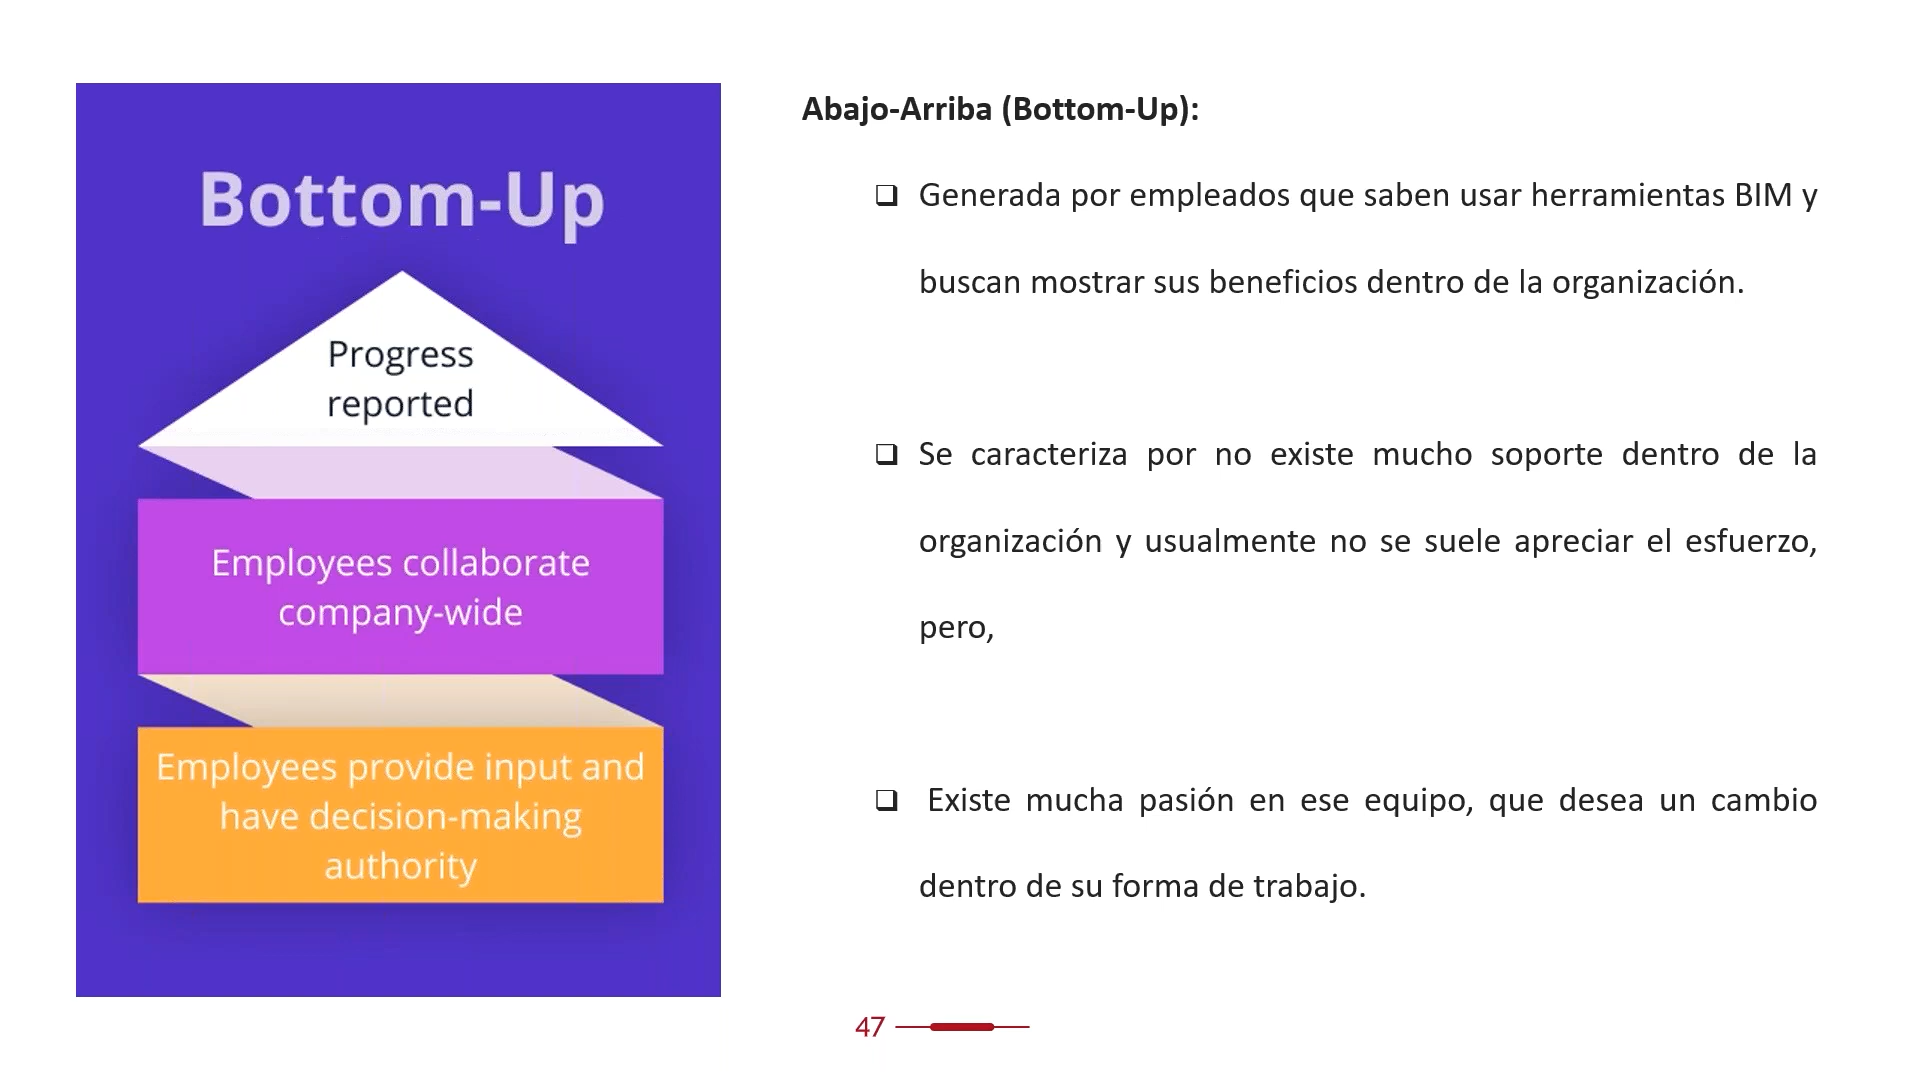 Bottom-Up
Progress
reported
Employees collaborate
company-wide
Employees provide input and
have decision-making
authority
Abajo-Arriba (Bottom-Up):
❑ Generada por empleados que saben usar herramientas BIM y
buscan mostrar sus beneficios dentro de la organización.
❑ Se caracteriza por no existe mucho soporte dentro de la
organización y usualmente no se suele apreciar el esfuerzo,
pero,
❑ Existe mucha pasión en ese equipo, que desea un cambio
dentro de su forma de trabajo.
47